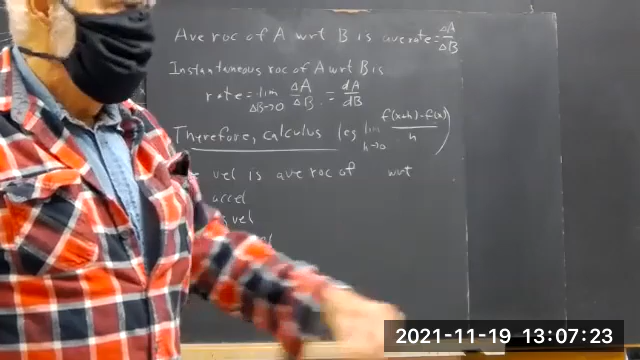 Ave roc of A wrt B is ave rate = ΔA/ΔB
Instantaneous roc of A wrt B is
rate = lim ΔB→0 ΔA/ΔB = dA/dB
Therefore, calculus (eg lim h→0 f(x+h)-f(x)/h)
vel is ave roc of wrt
accel
vel
2021-11-19 13:07:23